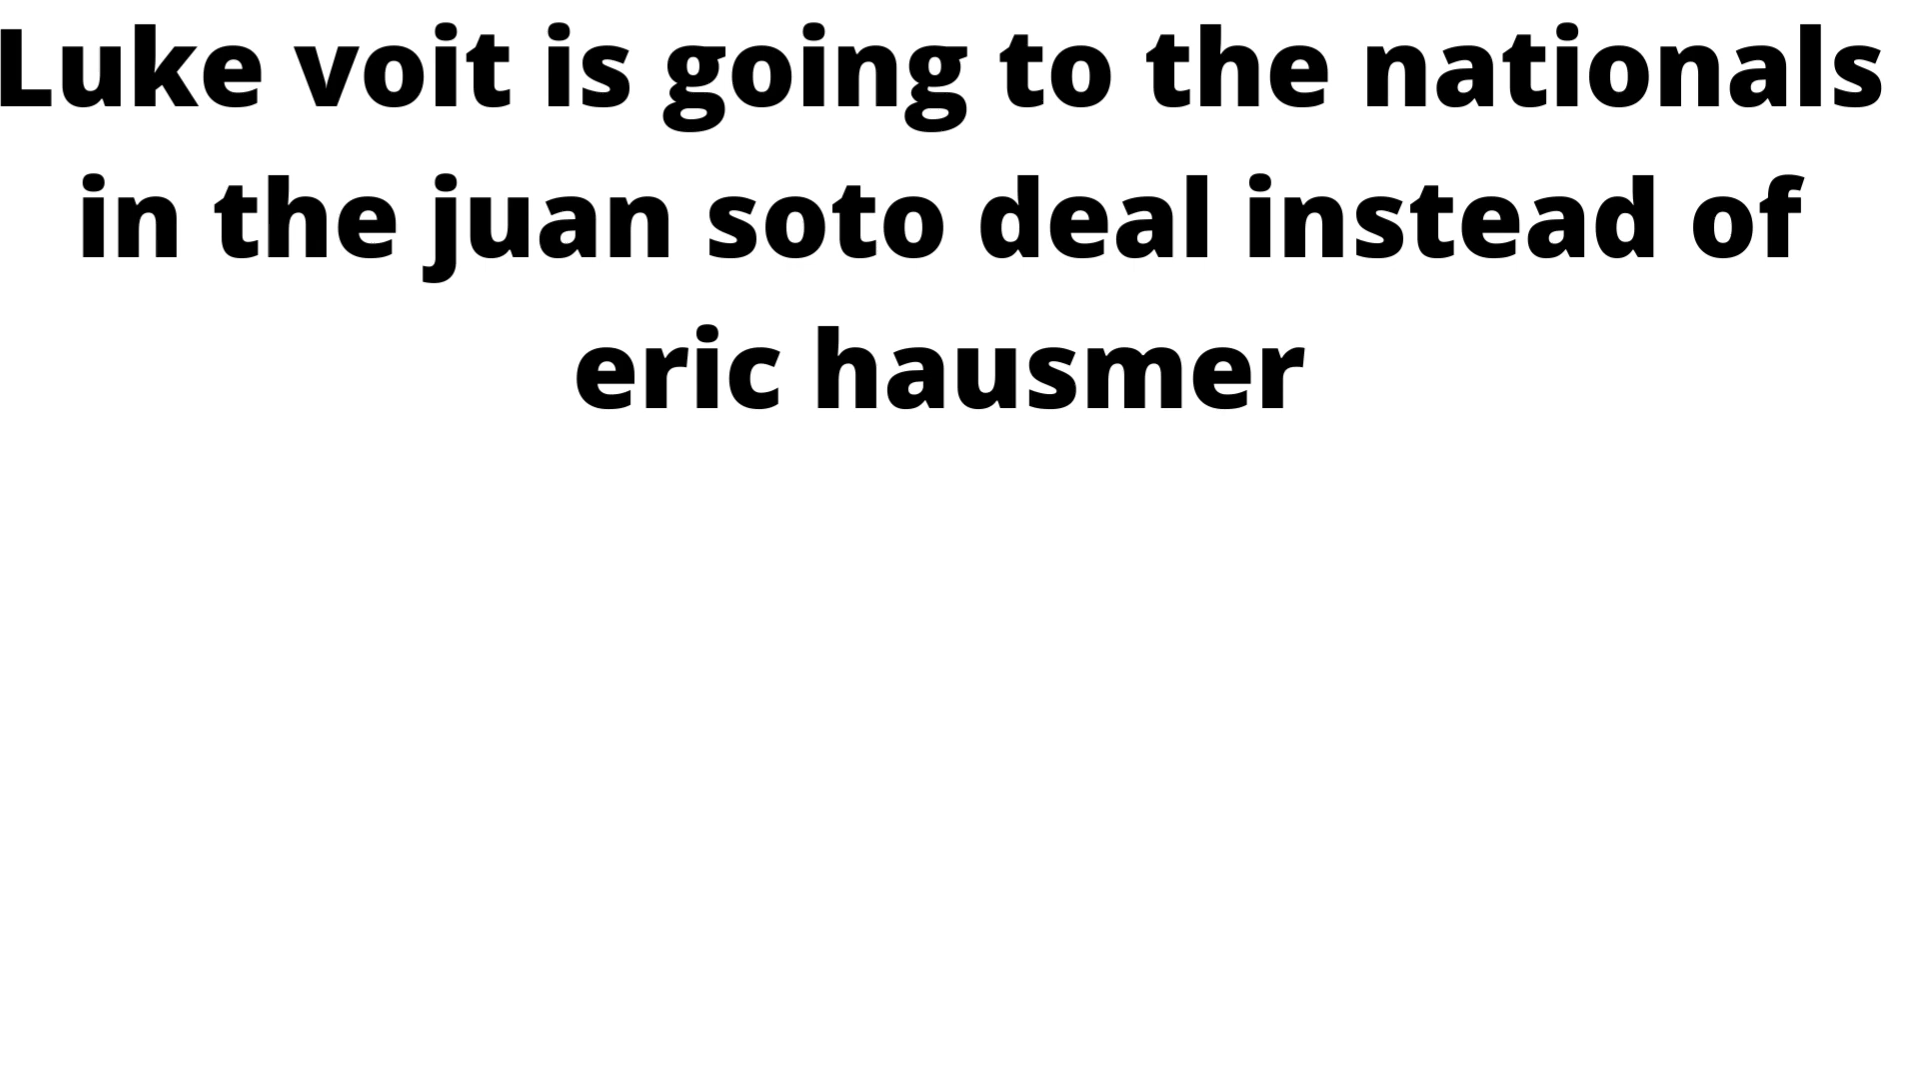 Luke voit is going to the nationals
in the juan soto deal instead of
eric hausmer